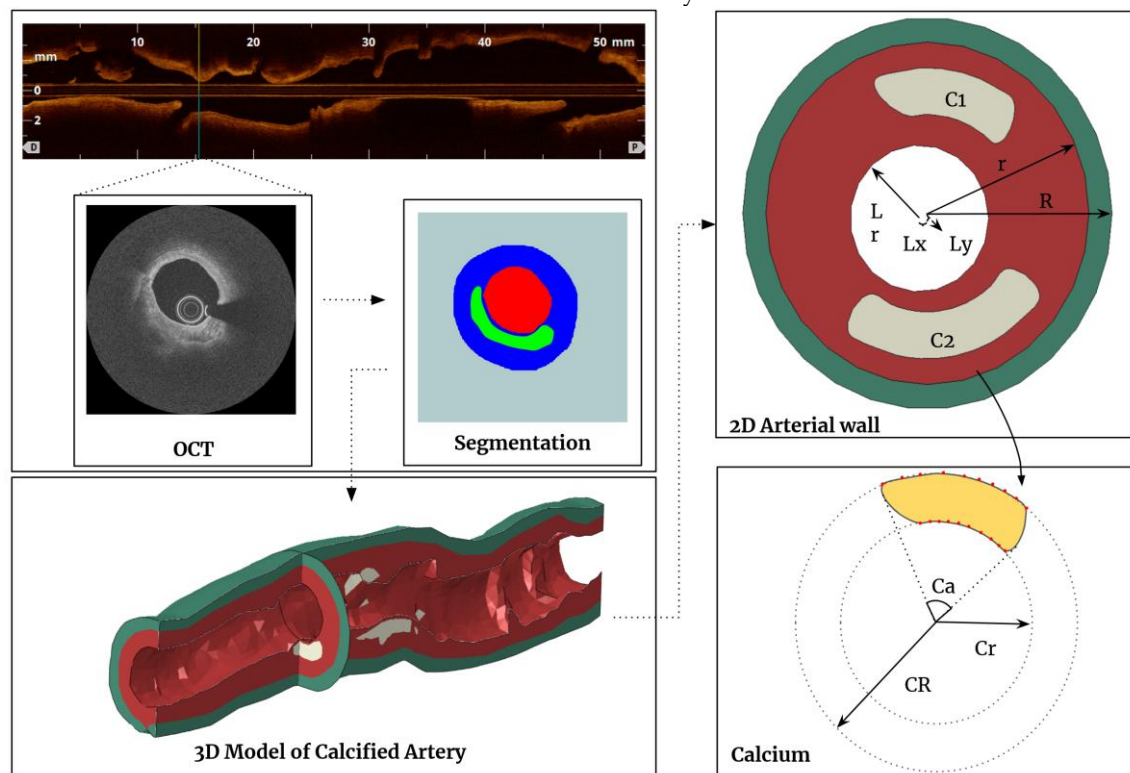 y
10 20 30 40 50 mm
mm
0
2
D P
OCT
Segmentation
3D Model of Calcified Artery
C1
r
R
L
r
Lx Ly
C2
2D Arterial wall
Ca
Cr
CR
Calcium